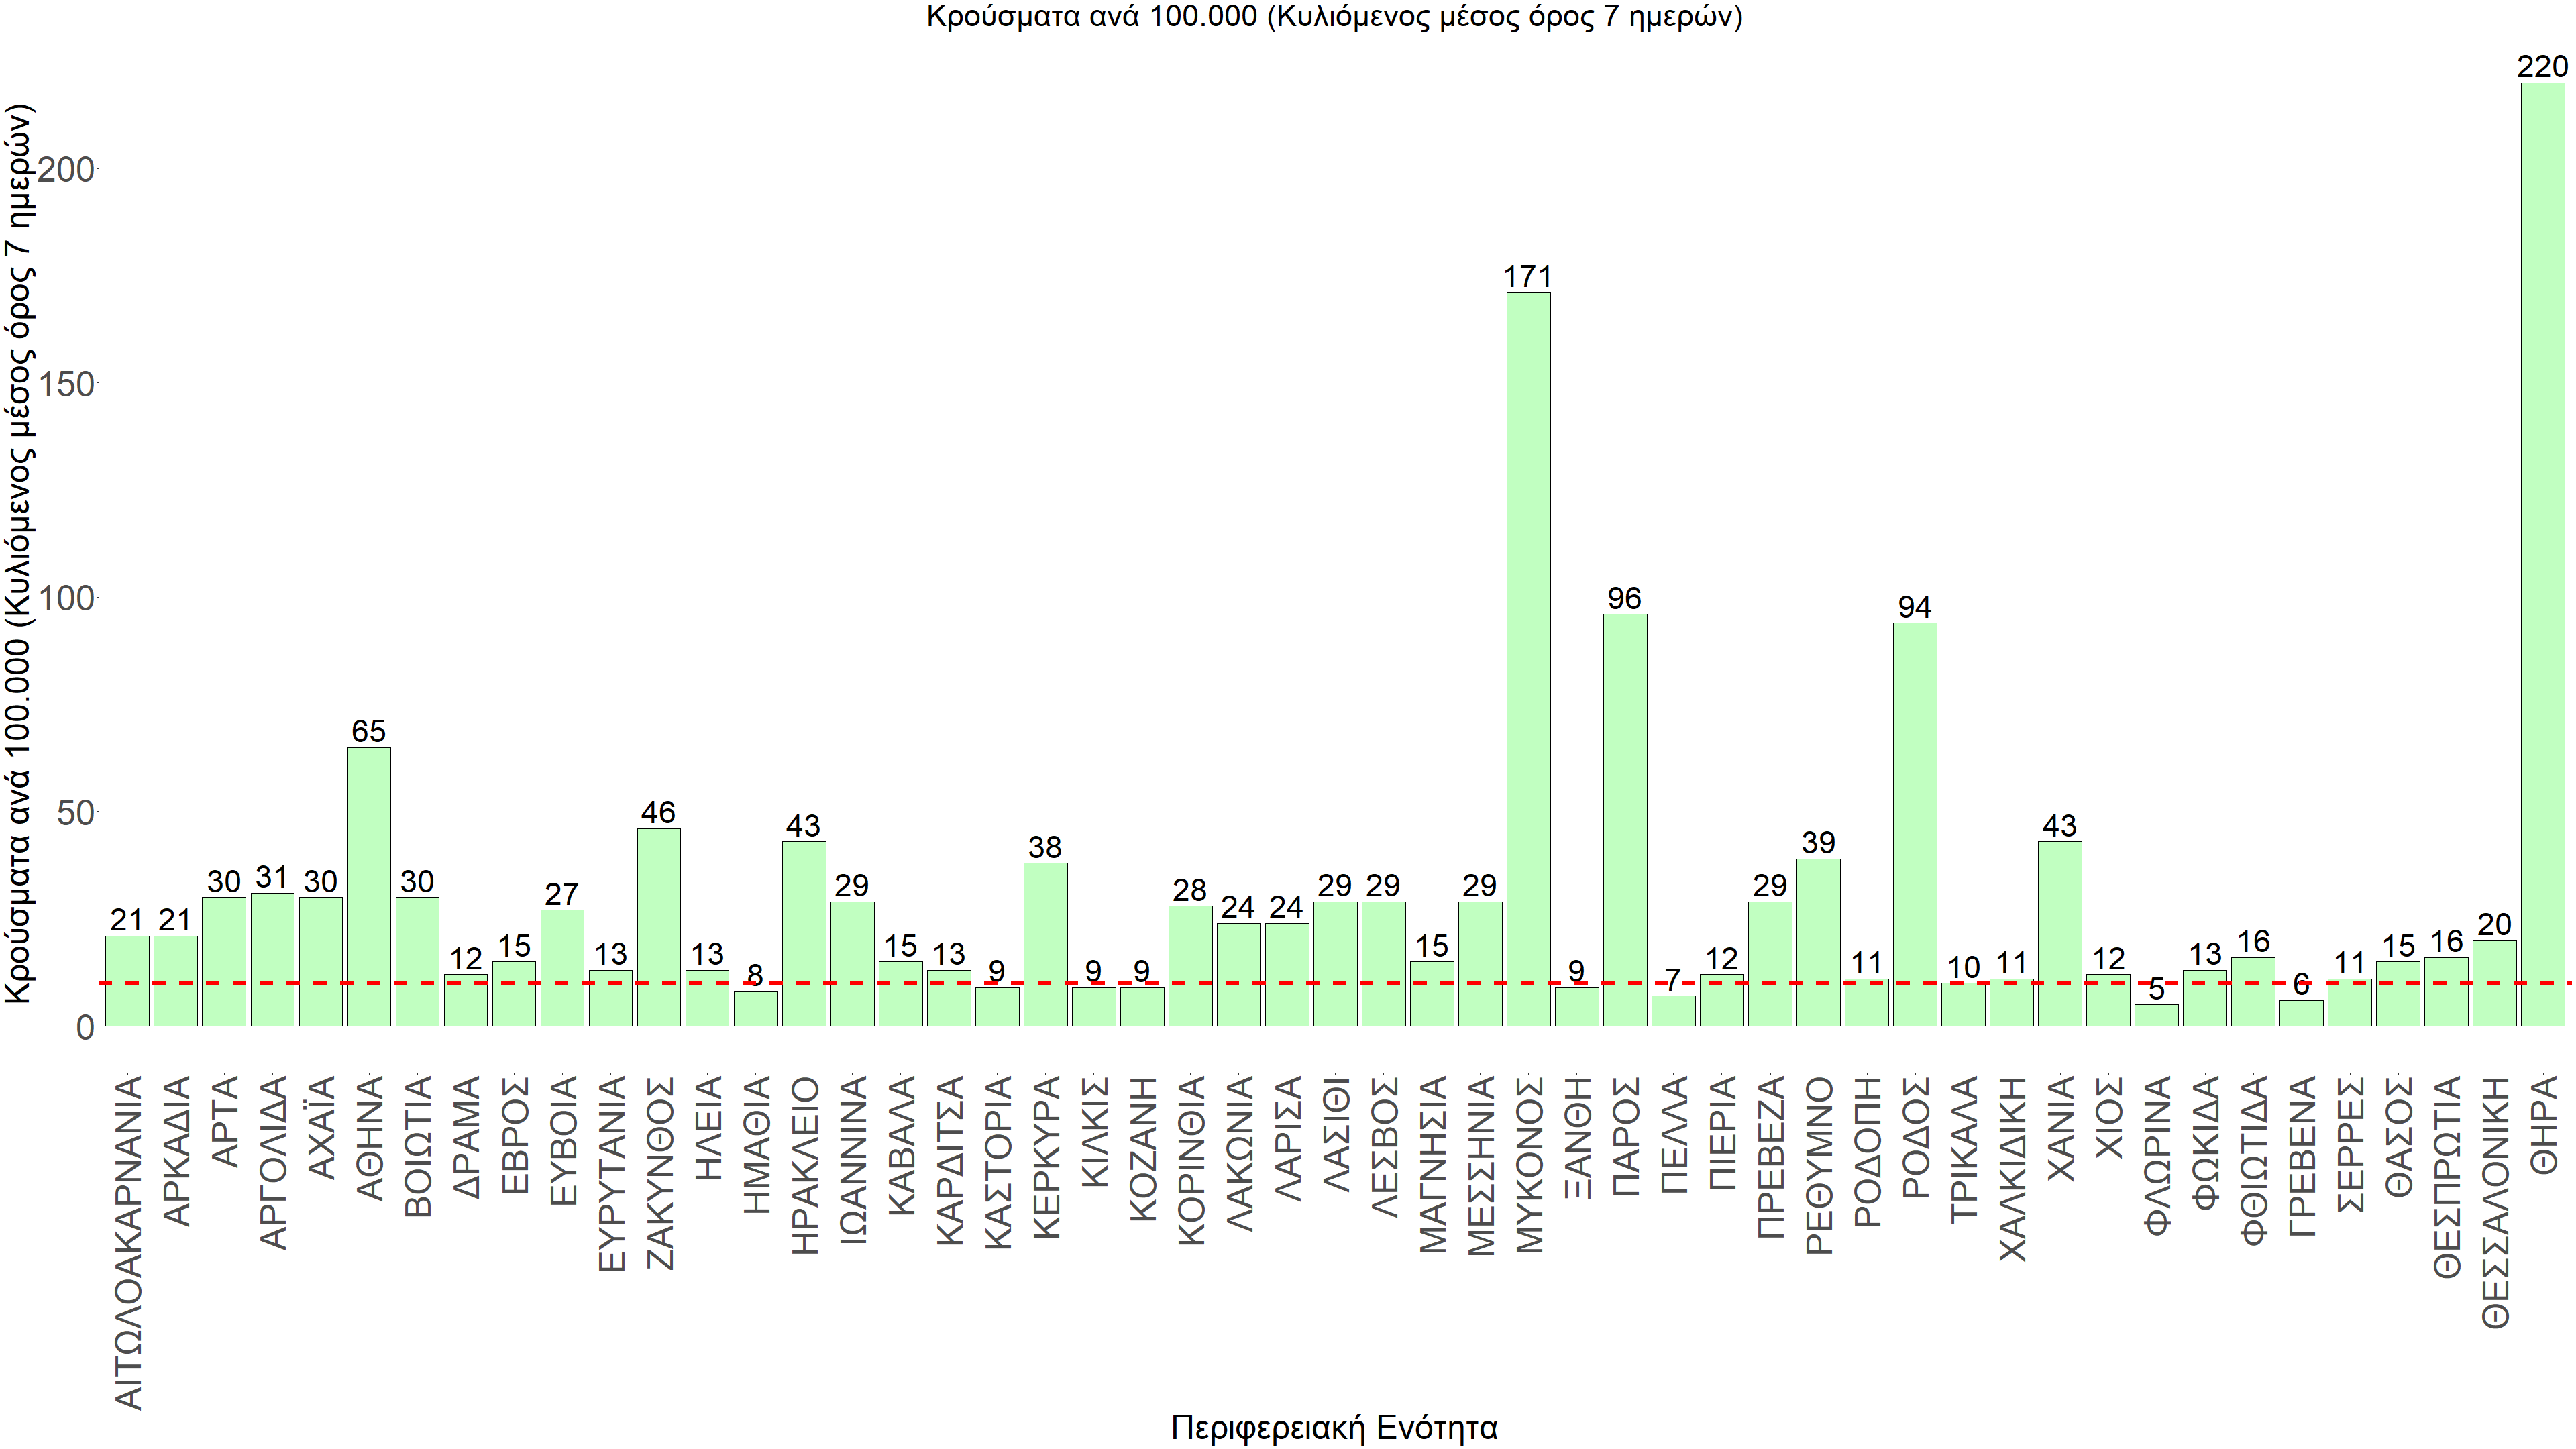 Κρούσματα ανά 100.000 (Κυλιόμενος μέσος όρος 7 ημερών)
Κρούσματα ανά 100.000 (Κυλιόμενος μέσος όρος 7 ημερών)
200
150
100
50
0
21
21
30
31
30
65
30
12
15
27
13
46
13
8
43
29
15
13
9
38
9
9
28
24
24
29
29
15
29
171
9
96
7
12
29
39
11
94
10
11
43
12
5
13
16
6
11
15
16
20
220
ΑΙΤΩΛΟΑΚΑΡΝΑΝΙΑ
ΑΡΚΑΔΙΑ
ΑΡΤΑ
ΑΡΓΟΛΙΔΑ
ΑΧΑΪΑ
ΑΘΗΝΑ
ΒΟΙΩΤΙΑ
ΔΡΑΜΑ
ΕΒΡΟΣ
ΕΥΒΟΙΑ
ΕΥΡΥΤΑΝΙΑ
ΖΑΚΥΝΘΟΣ
ΗΛΕΙΑ
ΗΜΑΘΙΑ
ΗΡΑΚΛΕΙΟ
ΙΩΑΝΝΙΝΑ
ΚΑΒΑΛΑ
ΚΑΡΔΙΤΣΑ
ΚΑΣΤΟΡΙΑ
ΚΕΡΚΥΡΑ
ΚΙΛΚΙΣ
ΚΟΖΑΝΗ
ΚΟΡΙΝΘΙΑ
ΛΑΚΩΝΙΑ
ΛΑΡΙΣΑ
ΛΑΣΙΘΙ
ΛΕΣΒΟΣ
ΜΑΓΝΗΣΙΑ
ΜΕΣΣΗΝΙΑ
ΜΥΚΟΝΟΣ
ΞΑΝΘΗ
ΠΑΡΟΣ
ΠΕΛΛΑ
ΠΙΕΡΙΑ
ΠΡΕΒΕΖΑ
ΡΕΘΥΜΝΟ
ΡΟΔΟΠΗ
ΡΟΔΟΣ
ΤΡΙΚΑΛΑ
ΧΑΛΚΙΔΙΚΗ
ΧΑΝΙΑ
ΧΙΟΣ
ΦΛΩΡΙΝΑ
ΦΩΚΙΔΑ
ΦΘΙΩΤΙΔΑ
ΓΡΕΒΕΝΑ
ΣΕΡΡΕΣ
ΘΑΣΟΣ
ΘΕΣΠΡΩΤΙΑ
ΘΕΣΣΑΛΟΝΙΚΗ
ΘΗΡΑ
Περιφερειακή Ενότητα